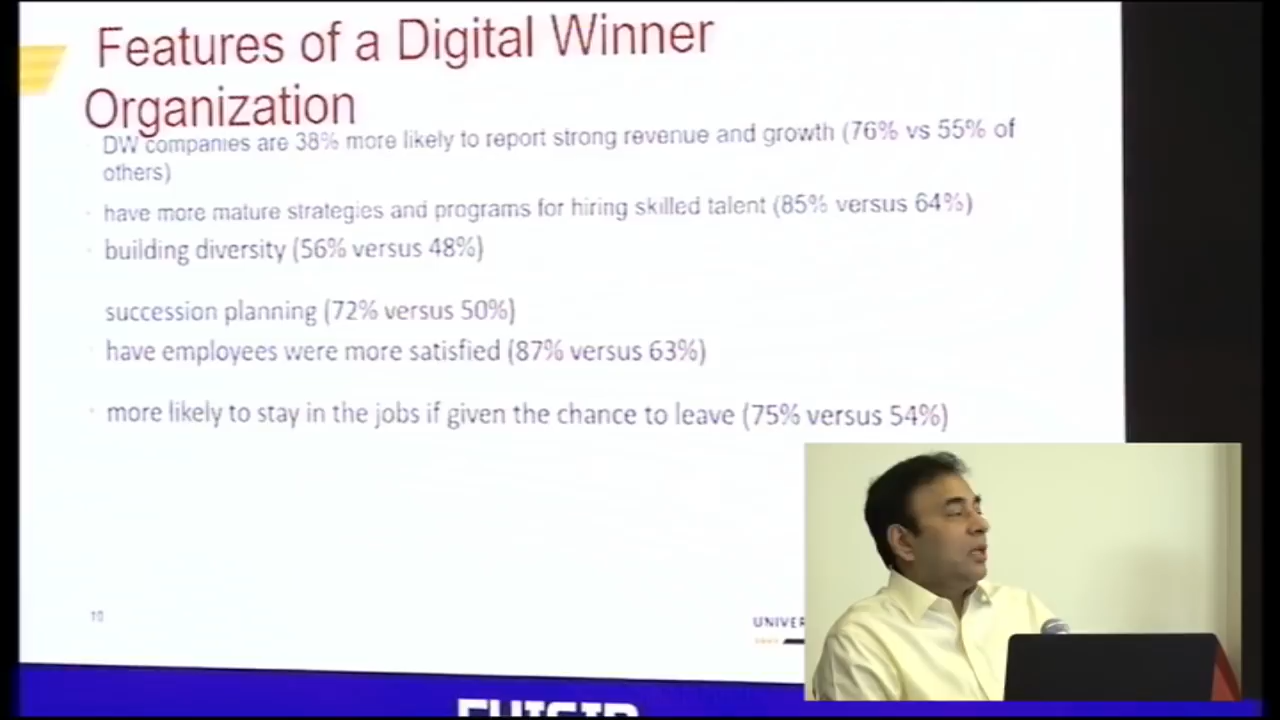 Features of a Digital Winner
Organization
DW companies are 38% more likely to report strong revenue and growth (76% vs 55% of
others)
have more mature strategies and programs for hiring skilled talent (85% versus 64%)
building diversity (56% versus 48%)
succession planning (72% versus 50%)
have employees were more satisfied (87% versus 63%)
more likely to stay in the jobs if given the chance to leave (75% versus 54%)
10